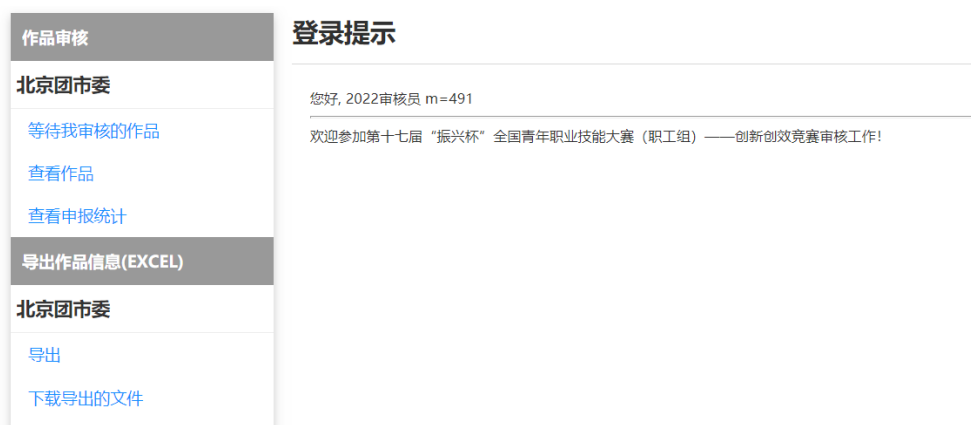 作品审核
北京团市委
等待我审核的作品
查看作品
查看申报统计
导出作品信息(EXCEL)
北京团市委
导出
下载导出的文件
登录提示
您好, 2022审核员 m=491
欢迎参加第十七届“振兴杯”全国青年职业技能大赛（职工组）——创新创效竞赛审核工作!